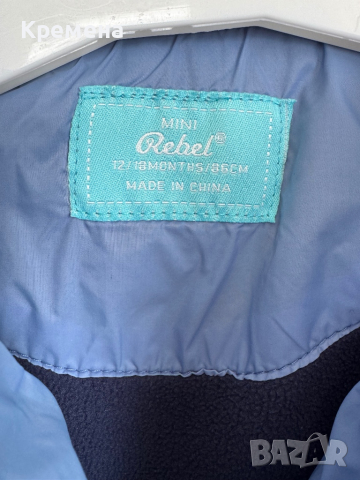 Кремена
MINI
Rebel®
12/18MONTHS/86CM
MADE IN CHINA
BAZAR